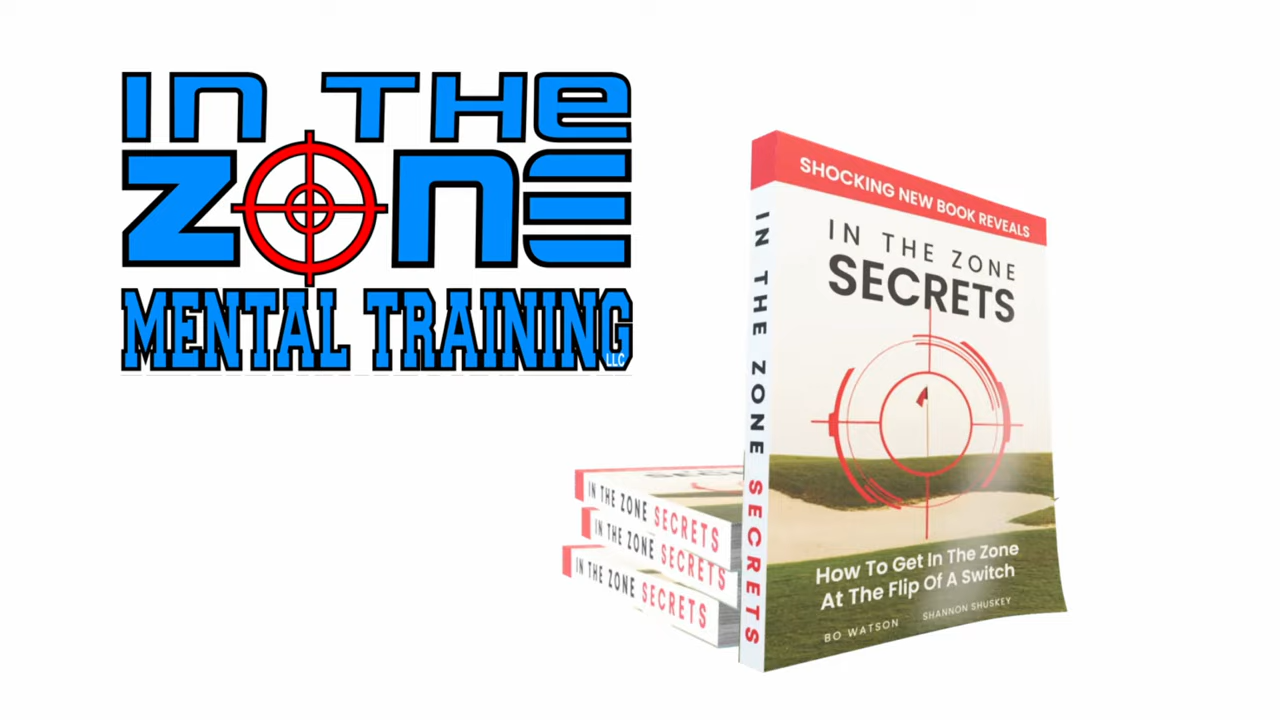 IN THE
ZONE
MENTAL TRAINING
LLC
SHOCKING NEW BOOK REVEALS
IN THE ZONE
SECRETS
How To Get In The Zone
At The Flip Of A Switch
BO WATSON
SHANNON SHUSKEY
IN THE ZONE SECRETS
IN THE ZONE SECRETS
IN THE ZONE SECRETS
IN THE ZONE SECRETS